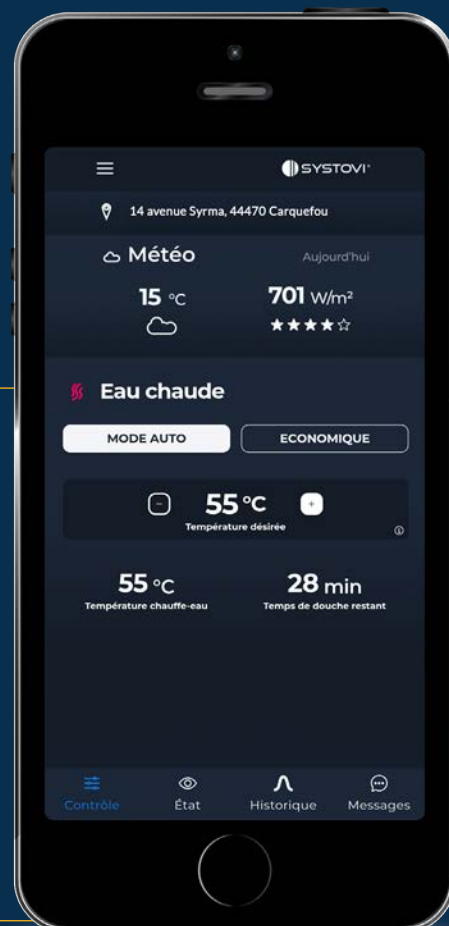 SYSTOVI
14 avenue Syrma, 44470 Carquefou
Météo
Aujourd'hui
15 °C
701 W/m²
Eau chaude
MODE AUTO
ECONOMIQUE
- 55 °C +
Température désirée
55 °C
28 min
Température chauffe-eau
Temps de douche restant
Contrôle
État
Historique
Messages